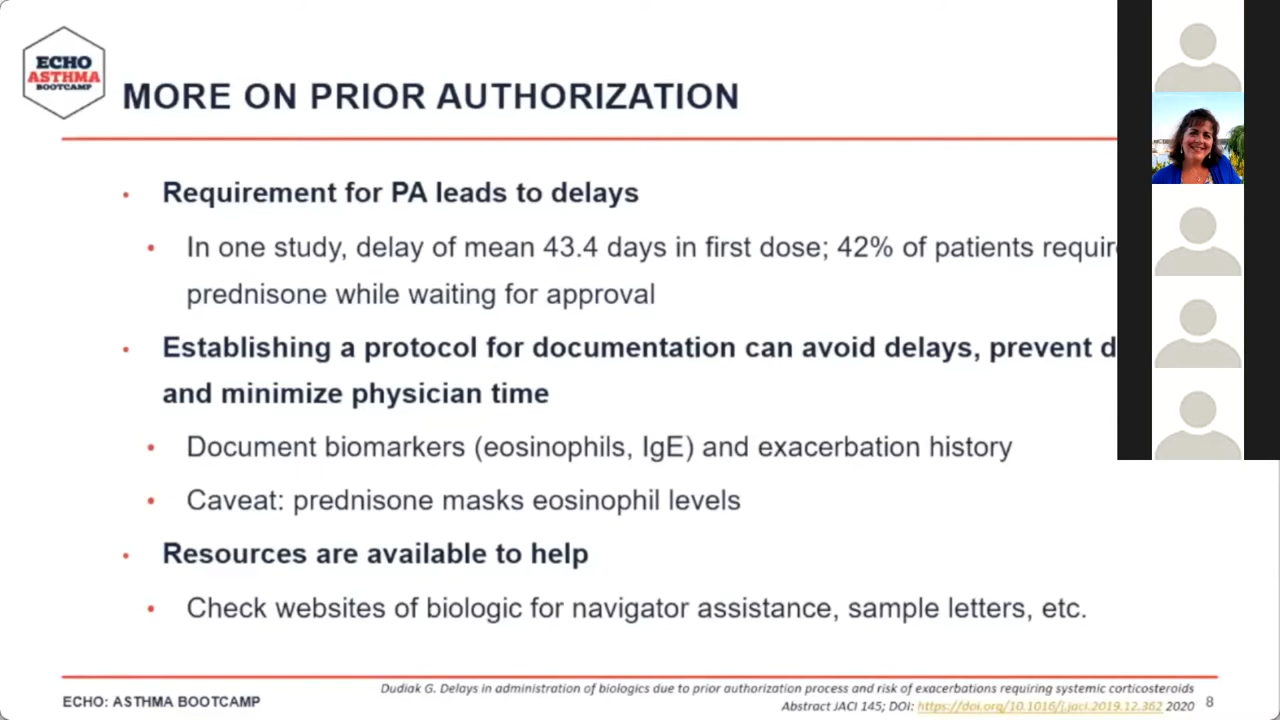 ECHO
ASTHMA
BOOTCAMP
MORE ON PRIOR AUTHORIZATION
• Requirement for PA leads to delays
• In one study, delay of mean 43.4 days in first dose; 42% of patients
prednisone while waiting for approval
• Establishing a protocol for documentation can avoid delays, prevent
and minimize physician time
• Document biomarkers (eosinophils, IgE) and exacerbation history
• Caveat: prednisone masks eosinophil levels
• Resources are available to help
• Check websites of biologic for navigator assistance, sample letters, etc.
ECHO: ASTHMA BOOTCAMP
Dudiak G. Delays in administration of biologics due to prior authorization process and risk of exacerbations requiring systemic corticosteroids
Abstract JACI 145; DOI: https://doi.org/10.1016/j.jaci.2019.12.362 2020
8